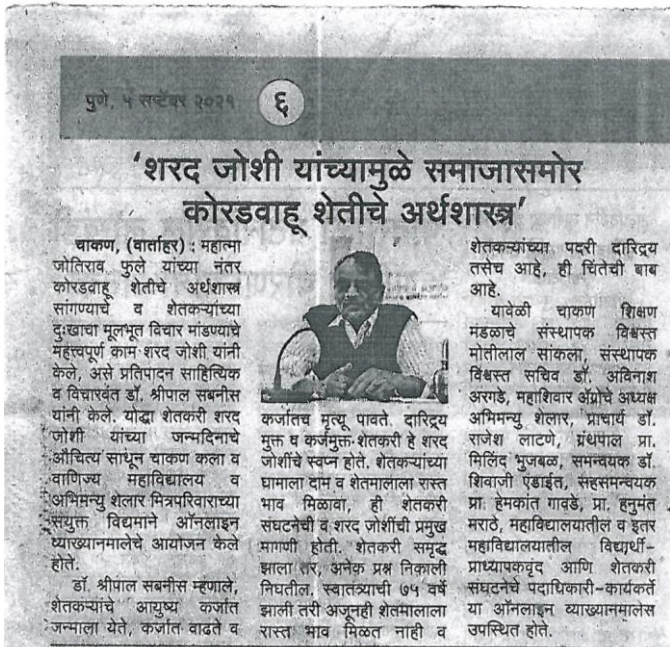 पुणे, ५ सप्टेंबर २०२१
६
'शरद जोशी यांच्यामुळे समाजासमोर
कोरडवाहू शेतीचे अर्थशास्त्र'
चाकण, (वार्ताहर) : महात्मा
जोतिराव फुले यांच्या नंतर
कोरडवाहू शेतीचे अर्थशास्त्र
सांगण्याचे व शेतकऱ्यांच्या
दुःखाचा मूलभूत विचार मांडण्याचे
महत्त्वपूर्ण काम शरद जोशी यांनी
केले, असे प्रतिपादन साहित्यिक
व विचारवंत डॉ. श्रीपाल सबनीस
यांनी केले. योद्धा शेतकरी शरद
जोशी यांच्या जन्मदिनाचे
औचित्य साधून चाकण कला व
वाणिज्य महाविद्यालय व
अभिमन्यु शेलार मित्रपरिवाराच्या
संयुक्त विद्यमाने ऑनलाइन
व्याख्यानमालेचे आयोजन केले
होते.
डॉ. श्रीपाल सबनीस म्हणाले,
शेतकऱ्याचे आयुष्य कर्जात
जन्माला येते, कर्जात वाढते व
कर्जातच मृत्यू पावते. दारिद्र्य
मुक्त व कर्जमुक्त शेतकरी हे शरद
जोशींचे स्वप्न होते. शेतकऱ्यांच्या
घामाला दाम व शेतमालाला रास्त
भाव मिळावा, ही शेतकरी
संघटनेची व शरद जोशींची प्रमुख
मागणी होती. शेतकरी समृद्ध
झाला तर, अनेक प्रश्न निकाली
निघतील. स्वातंत्र्याची ७५ वर्षे
झाली तरी अजूनही शेतमालाला
रास्त भाव मिळत नाही व
शेतकऱ्यांच्या पदरी दारिद्र्य
तसेच आहे, ही चिंतेची बाब
आहे.
यावेळी चाकण शिक्षण
मंडळाचे संस्थापक विश्वस्त
मोतीलाल सांकला, संस्थापक
विश्वस्त सचिव डॉ. अविनाश
अरगडे, महाशिवार अॅग्रोचे अध्यक्ष
अभिमन्यु शेलार, प्राचार्य डॉ.
राजेश लाटणे, ग्रंथपाल प्रा.
मिलिंद भुजबळ, समन्वयक डॉ.
शिवाजी एंडाईत, सहसमन्वयक
प्रा. हेमकांत गावडे, प्रा. हनुमंत
मराठे, महाविद्यालयातील व इतर
महाविद्यालयातील विद्यार्थी-
प्राध्यापकवृंद आणि शेतकरी
संघटनेचे पदाधिकारी-कार्यकर्ते
या ऑनलाइन व्याख्यानमालेस
उपस्थित होते.